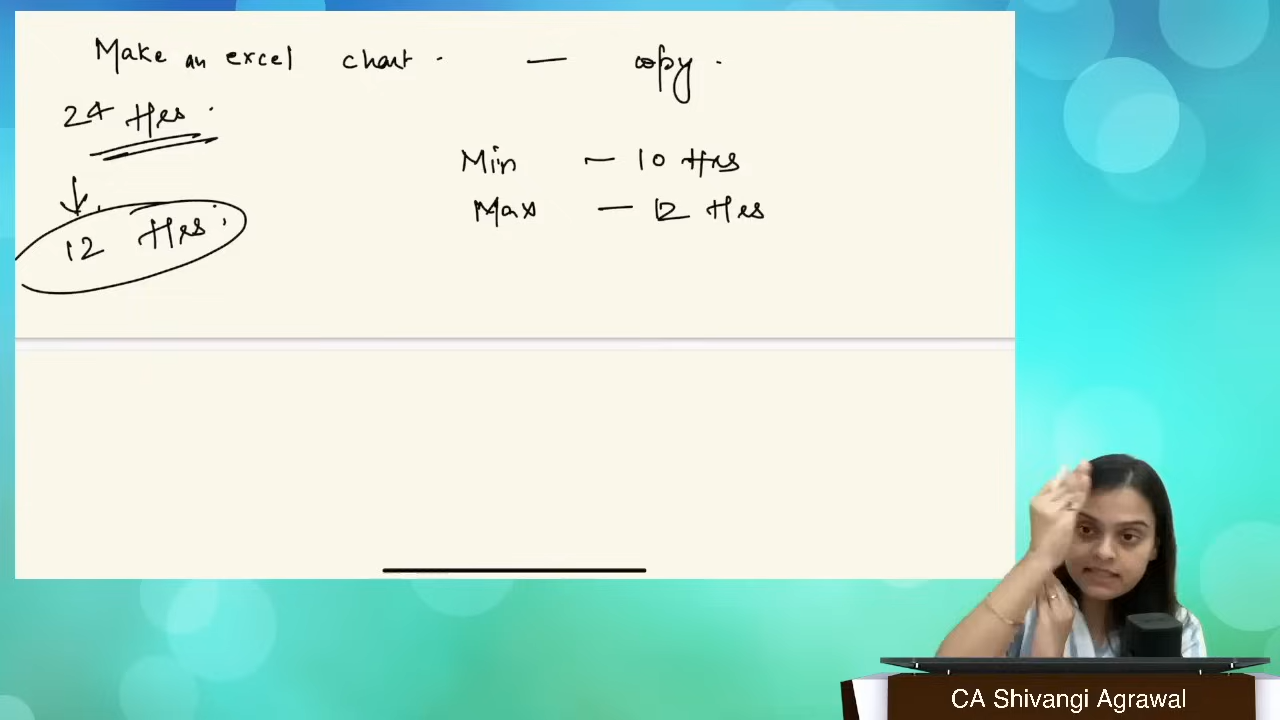 Make an excel chart. — copy.
24 Hrs.
Min — 10 Hrs
Max — 12 Hrs
12 Hrs.
CA Shivangi Agrawal